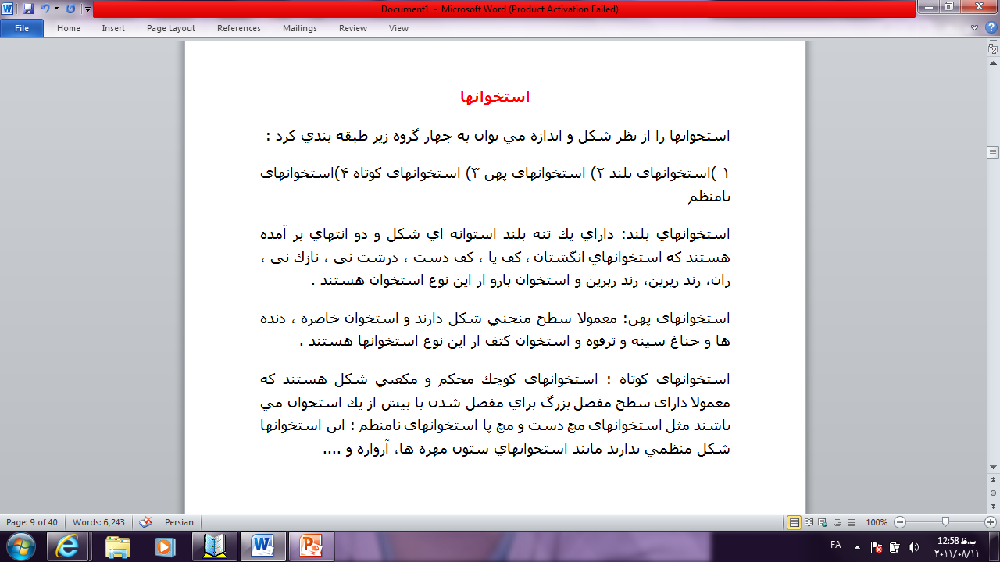 Document1 - Microsoft Word (Product Activation Failed)
File Home Insert Page Layout References Mailings Review View
استخوانها
استخوانها را از نظر شكل و اندازه مي توان به چهار گروه زير طبقه بندي كرد :
۱ )استخوانهاي بلند ۲) استخوانهاي پهن ۳) استخوانهاي كوتاه ۴)استخوانهاي
نامنظم
استخوانهاي بلند: داراي يك تنه بلند استوانه اي شكل و دو انتهاي بر آمده
هستند كه استخوانهاي انگشتان ، كف پا ، كف دست ، درشت ني ، نازك ني ،
ران، زند زيرين، زند زبرين و استخوان بازو از اين نوع استخوان هستند .
استخوانهاي پهن: معمولا سطح منحني شكل دارند و استخوان خاصره ، دنده
ها و جناغ سينه و ترقوه و استخوان كتف از اين نوع استخوانها هستند .
استخوانهاي كوتاه : استخوانهاي كوچك محكم و مكعبي شكل هستند كه
معمولا دارای سطح مفصل بزرگ براي مفصل شدن با بيش از يك استخوان مي
باشند مثل استخوانهاي مچ دست و مچ پا استخوانهاي نامنظم : اين استخوانها
شكل منظمي ندارند مانند استخوانهاي ستون مهره ها، آرواره و ....
Page: 9 of 40 Words: 6,243 Persian 100%
FA 12:58 ب.ظ
۲۰۱۱/۰۸/۱۱